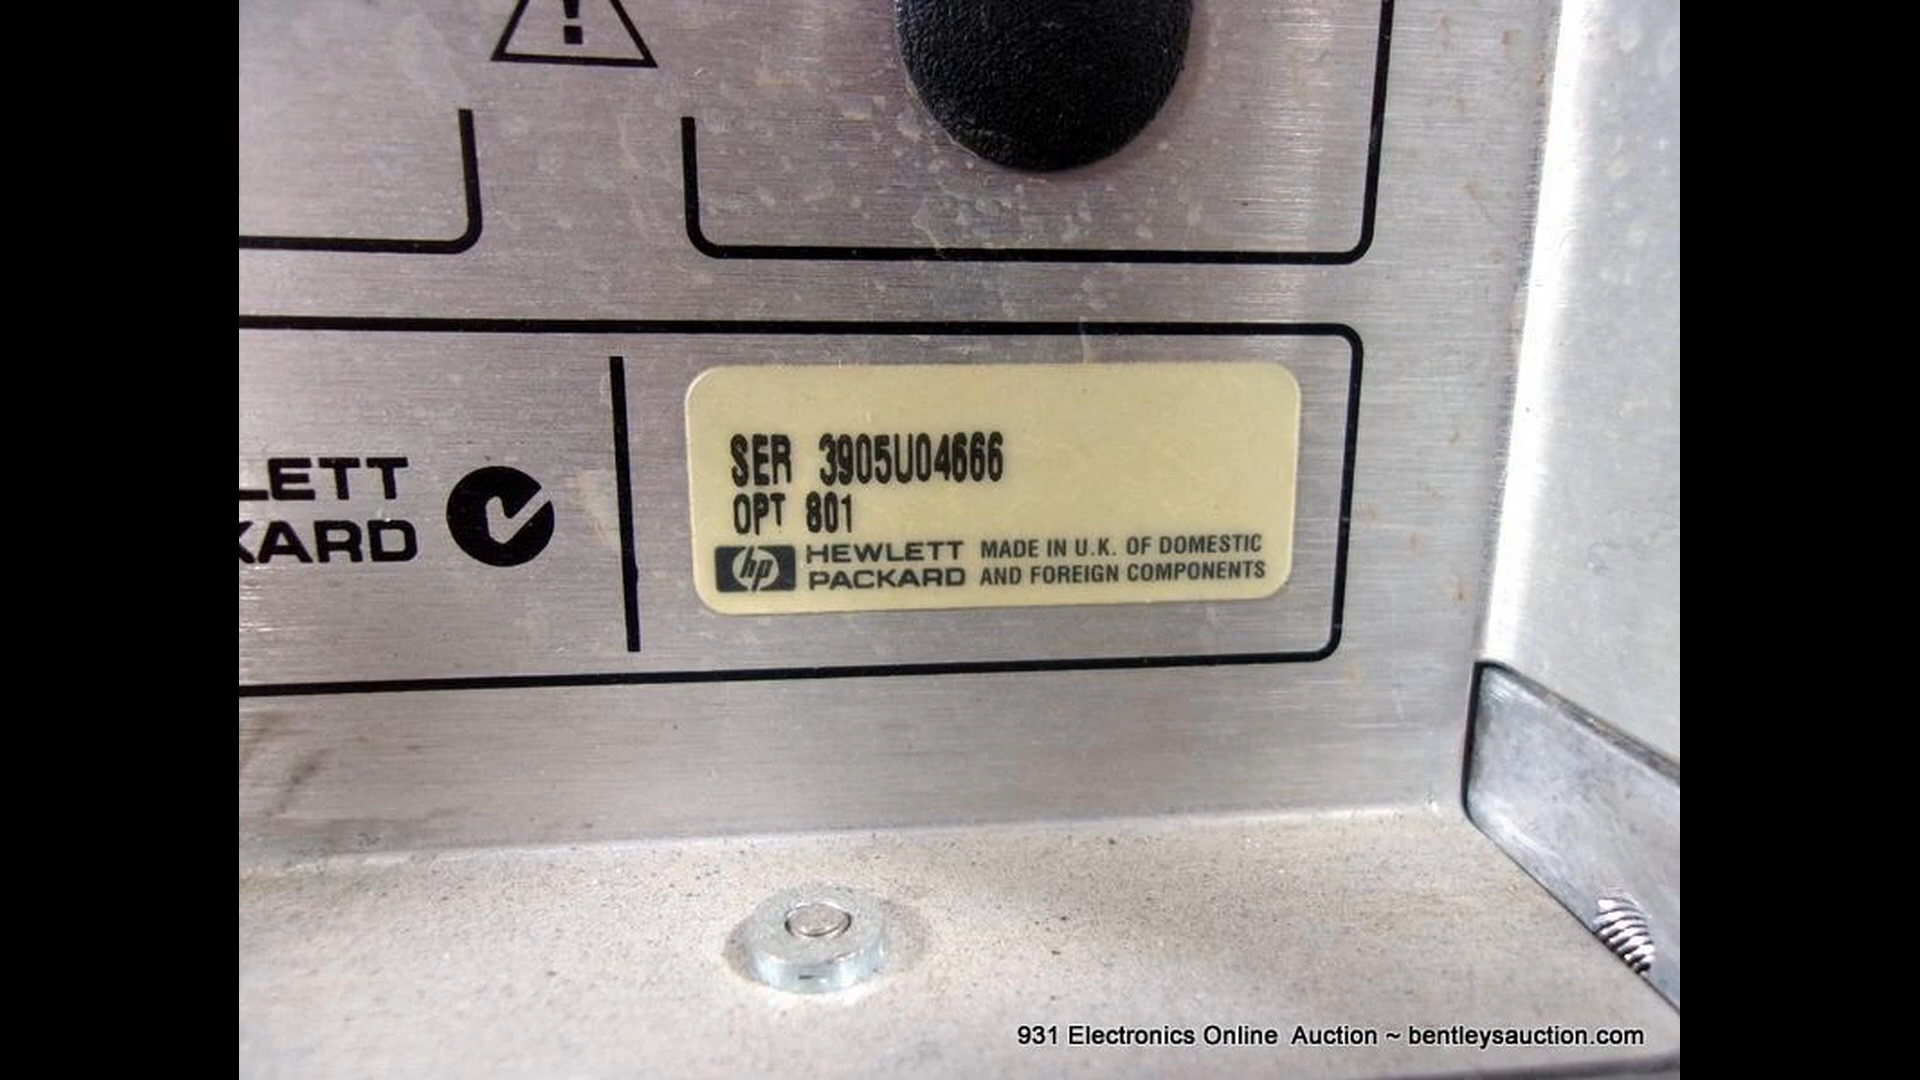 !
LETT
KARD
SER 3905U04666
OPT 801
hp HEWLETT PACKARD MADE IN U.K. OF DOMESTIC AND FOREIGN COMPONENTS
931 Electronics Online Auction ~ bentleysauction.com